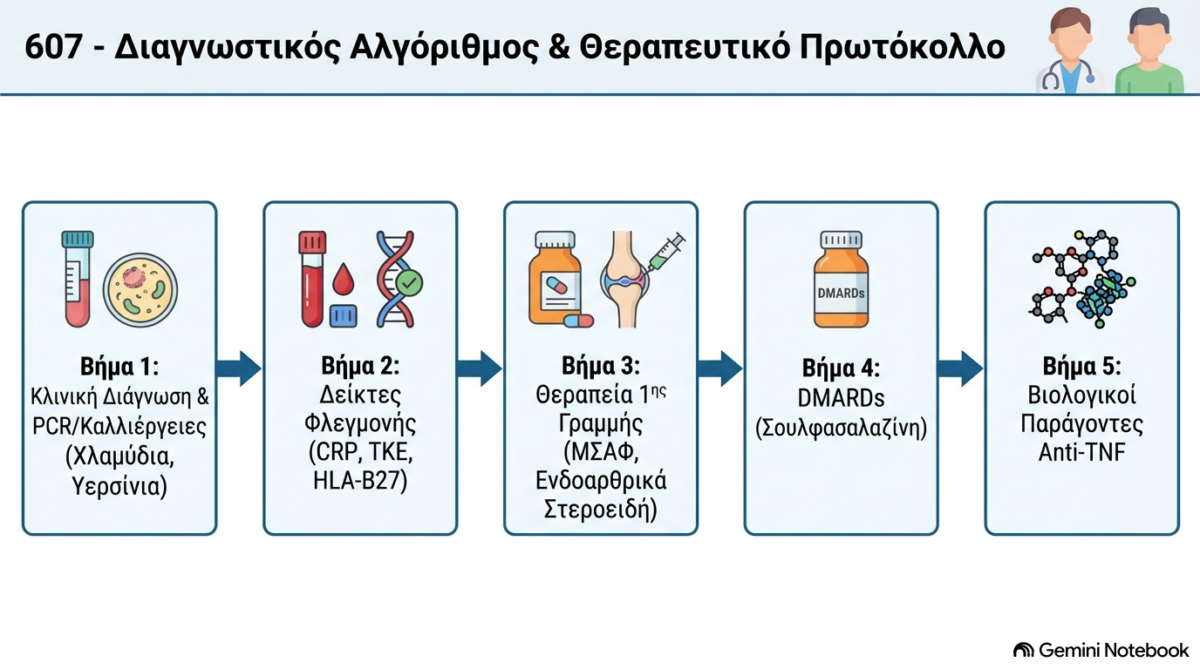 607 - Διαγνωστικός Αλγόριθμος & Θεραπευτικό Πρωτόκολλο
Βήμα 1:
Κλινική Διάγνωση &
PCR/Καλλιέργειες
(Χλαμύδια,
Υερσίνια)
Βήμα 2:
Δείκτες
Φλεγμονής
(CRP, ΤΚΕ,
HLA-B27)
Βήμα 3:
Θεραπεία 1ης
Γραμμής
(ΜΣΑΦ,
Ενδοαρθρικά
Στεροειδή)
DMARDs
Βήμα 4:
DMARDs
(Σουλφασαλαζίνη)
Βήμα 5:
Βιολογικοί
Παράγοντες
Anti-TNF
Gemini Notebook